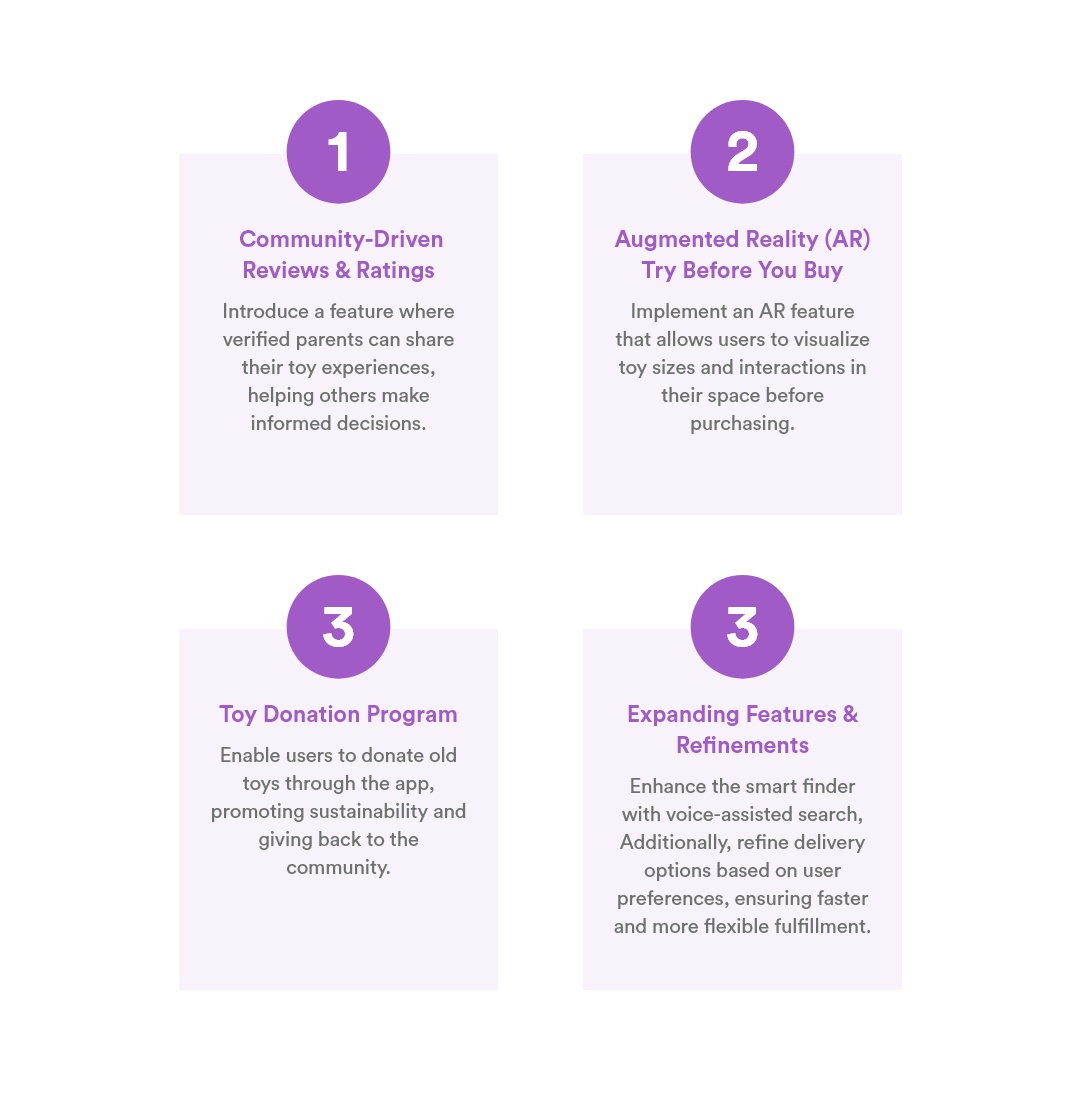 1
Community-Driven
Reviews & Ratings
Introduce a feature where
verified parents can share
their toy experiences,
helping others make
informed decisions.
2
Augmented Reality (AR)
Try Before You Buy
Implement an AR feature
that allows users to visualize
toy sizes and interactions in
their space before
purchasing.
3
Toy Donation Program
Enable users to donate old
toys through the app,
promoting sustainability and
giving back to the
community.
3
Expanding Features &
Refinements
Enhance the smart finder
with voice-assisted search,
Additionally, refine delivery
options based on user
preferences, ensuring faster
and more flexible fulfillment.